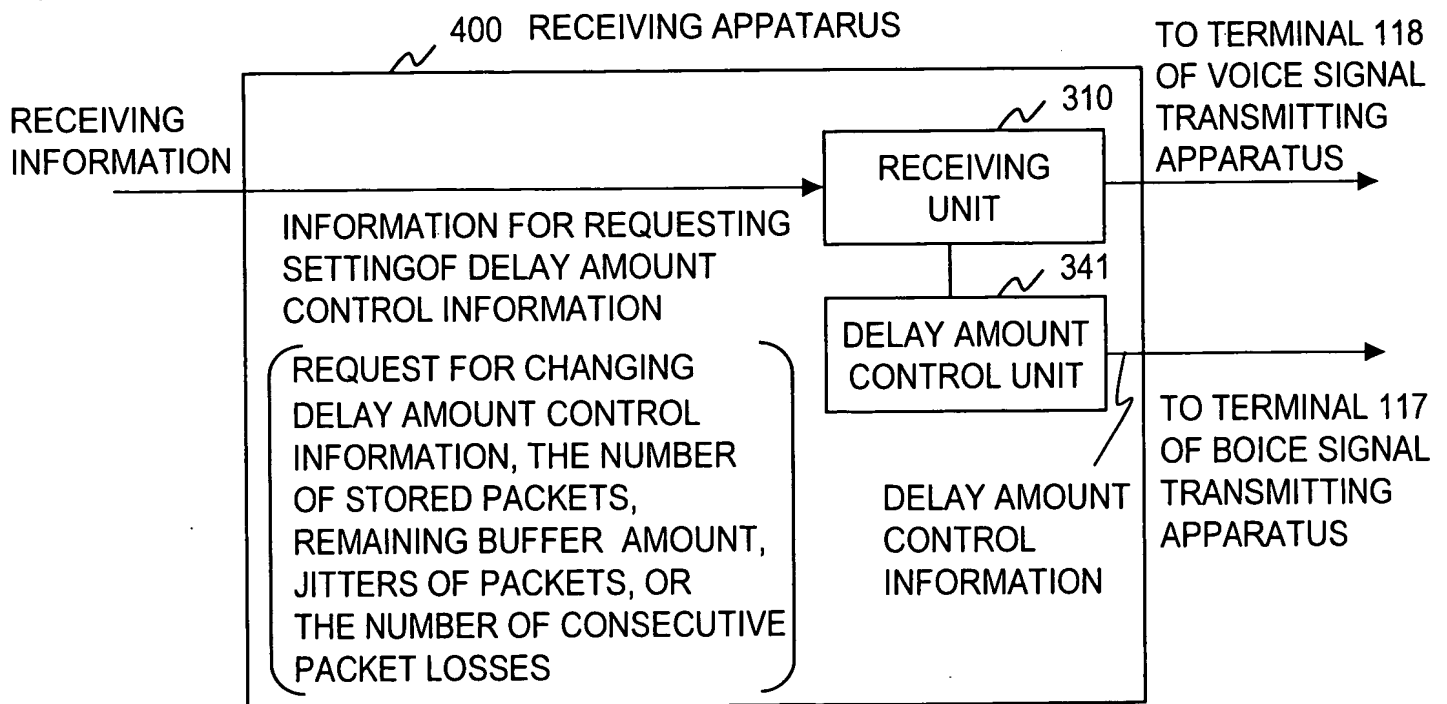 400 RECEIVING APPATARUS
TO TERMINAL 118
OF VOICE SIGNAL
TRANSMITTING
APPARATUS
RECEIVING
INFORMATION
310
RECEIVING
UNIT
INFORMATION FOR REQUESTING
SETTINGOF DELAY AMOUNT
CONTROL INFORMATION
341
DELAY AMOUNT
CONTROL UNIT
REQUEST FOR CHANGING
DELAY AMOUNT CONTROL
INFORMATION, THE NUMBER
OF STORED PACKETS,
REMAINING BUFFER AMOUNT,
JITTERS OF PACKETS, OR
THE NUMBER OF CONSECUTIVE
PACKET LOSSES
DELAY AMOUNT
CONTROL
INFORMATION
TO TERMINAL 117
OF BOICE SIGNAL
TRANSMITTING
APPARATUS